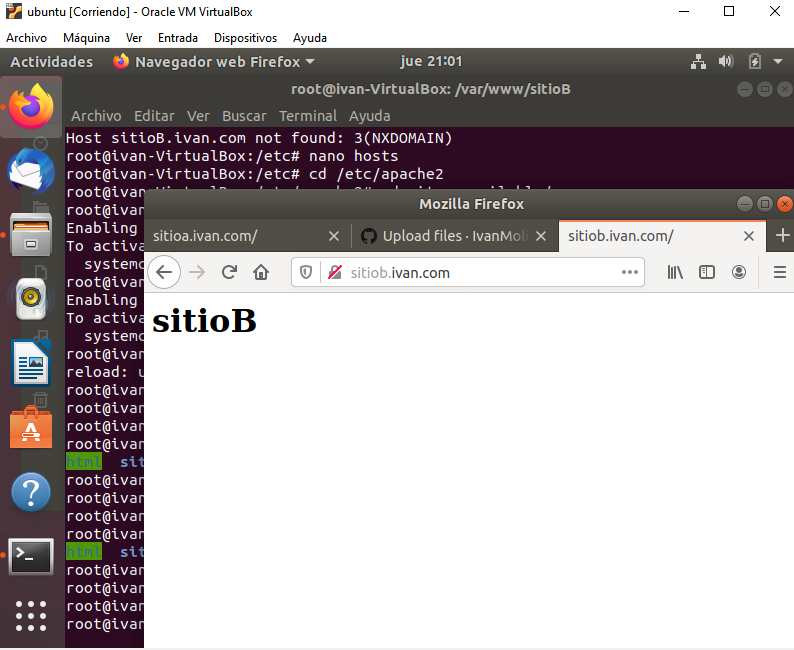 ubuntu [Corriendo] - Oracle VM VirtualBox
Archivo Máquina Ver Entrada Dispositivos Ayuda
Actividades Navegador web Firefox jue 21:01
root@ivan-VirtualBox: /var/www/sitioB
Archivo Editar Ver Buscar Terminal Ayuda
Host sitioB.ivan.com not found: 3(NXDOMAIN)
root@ivan-VirtualBox:/etc# nano hosts
root@ivan-VirtualBox:/etc# cd /etc/apache2
Mozilla Firefox
sitioa.ivan.com/ Upload files · IvanMol sitiob.ivan.com/
sitiob.ivan.com
sitioB
root@ivan
Enabling
To activa
systemc
root@ivan
Enabling
To activa
systemc
root@ivan
reload: u
root@ivan
root@ivan
root@ivan
root@ivan
html sit
root@ivan
root@ivan
root@ivan
root@ivan
html sit
root@ivan
root@ivan
root@ivan
root@ivan